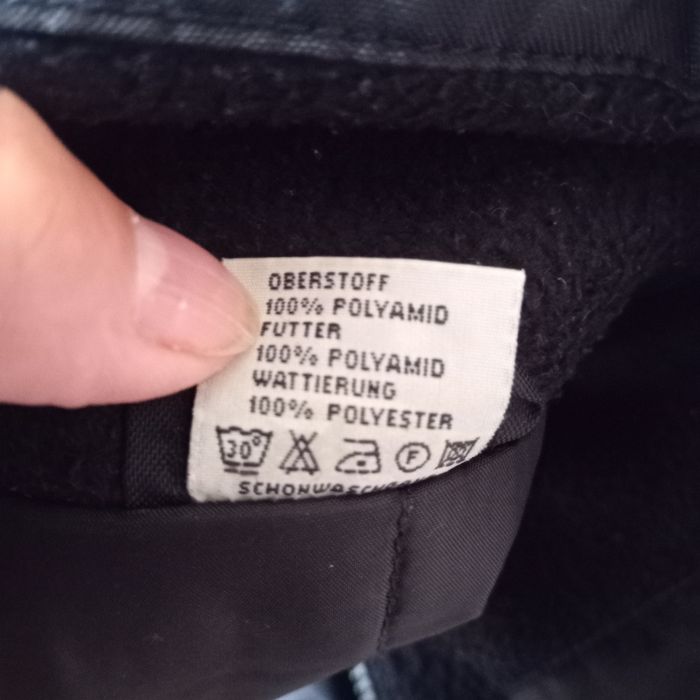 OBERSTOFF
100% POLYAMID
FUTTER
100% POLYAMID
WATTIERUNG
100% POLYESTER
30° F